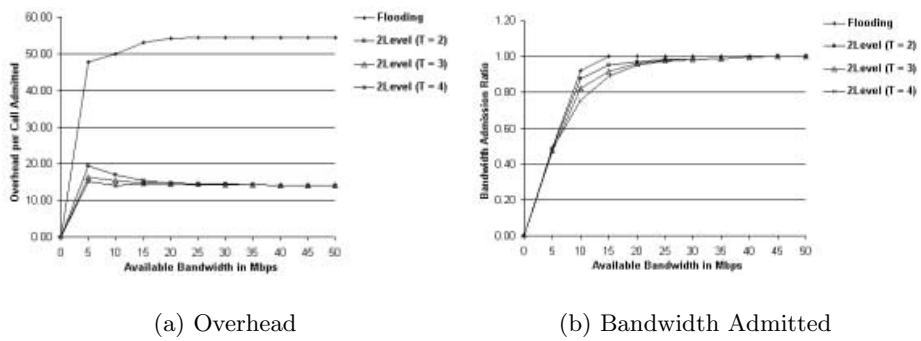 60.00
50.00
40.00
30.00
20.00
10.00
0.00
Overhead per Call Admitted
0 5 10 15 20 25 30 35 40 45 50
Available Bandwidth in Mbps
Flooding
2Level (T = 2)
2Level (T = 3)
2Level (T = 4)
(a) Overhead
1.20
1.00
0.80
0.60
0.40
0.20
0.00
Bandwidth Admission Ratio
0 5 10 15 20 25 30 35 40 45 50
Available Bandwidth in Mbps
Flooding
2Level (T = 2)
2Level (T = 3)
2Level (T = 4)
(b) Bandwidth Admitted